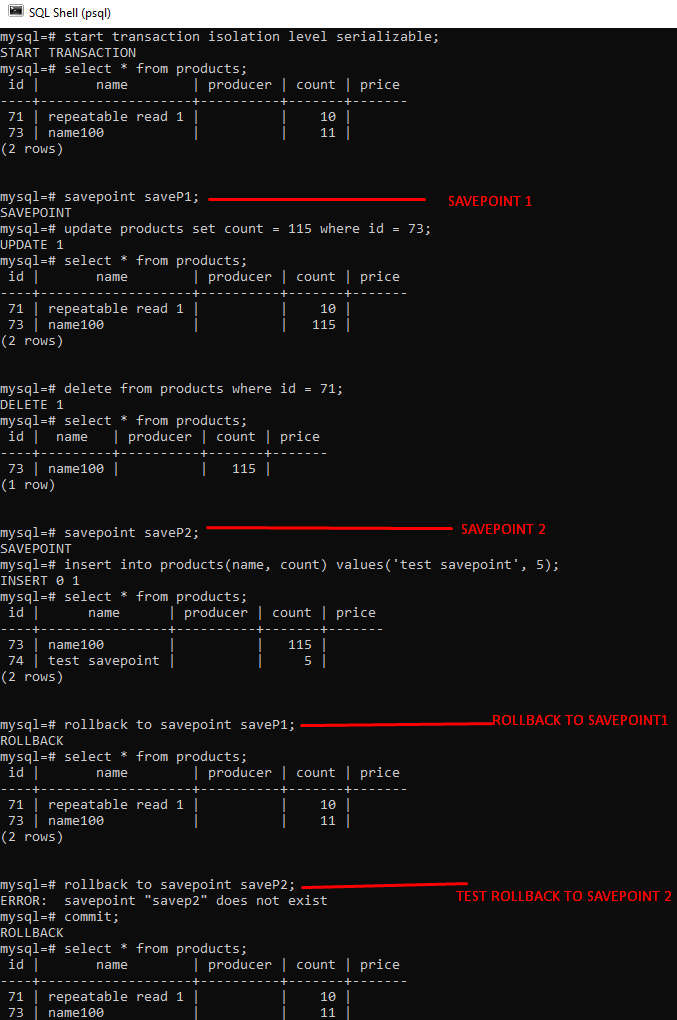 SQL Shell (psql)
mysql=# start transaction isolation level serializable;
START TRANSACTION
mysql=# select * from products;
 id |       name         | producer | count | price
----+--------------------+----------+-------+-------
 71 | repeatable read 1 |          |    10 |
 73 | name100           |          |    11 |
(2 rows)
mysql=# savepoint saveP1; SAVEPOINT 1
SAVEPOINT
mysql=# update products set count = 115 where id = 73;
UPDATE 1
mysql=# select * from products;
 id |       name        | producer | count | price
----+-------------------+----------+-------+-------
 71 | repeatable read 1 |          |    10 |
 73 | name100           |          |   115 |
(2 rows)
mysql=# delete from products where id = 71;
DELETE 1
mysql=# select * from products;
 id |  name   | producer | count | price
----+---------+----------+-------+-------
 73 | name100 |          |   115 |
(1 row)
mysql=# savepoint saveP2; SAVEPOINT 2
SAVEPOINT
mysql=# insert into products(name, count) values('test savepoint', 5);
INSERT 0 1
mysql=# select * from products;
 id |      name      | producer | count | price
----+----------------+----------+-------+-------
 73 | name100        |          |   115 |
 74 | test savepoint |          |     5 |
(2 rows)
mysql=# rollback to savepoint saveP1; ROLLBACK TO SAVEPOINT1
ROLLBACK
mysql=# select * from products;
 id |       name        | producer | count | price
----+-------------------+----------+-------+-------
 71 | repeatable read 1 |          |    10 |
 73 | name100           |          |    11 |
(2 rows)
mysql=# rollback to savepoint saveP2; TEST ROLLBACK TO SAVEPOINT 2
ERROR:  savepoint "savep2" does not exist
mysql=# commit;
ROLLBACK
mysql=# select * from products;
 id |       name        | producer | count | price
----+-------------------+----------+-------+-------
 71 | repeatable read 1 |          |    10 |
 73 | name100           |          |    11 |